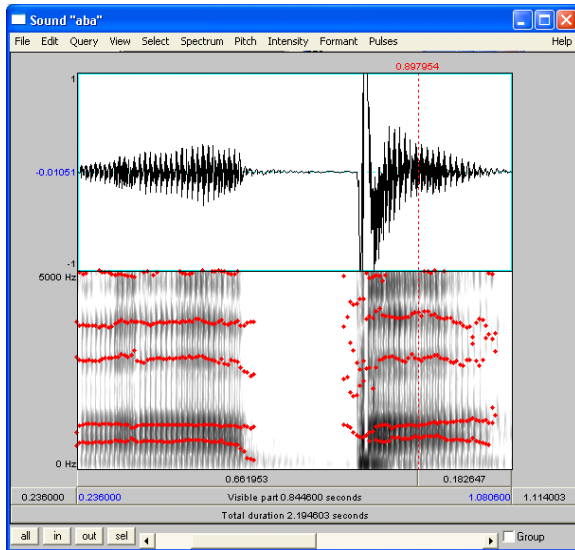 Sound "aba"
File Edit Query View Select Spectrum Pitch Intensity Formant Pulses Help
0.897954
1
-0.01051
-1
5000 Hz
0 Hz
0.661953 0.182647
0.236000 0.236000 Visible part 0.844600 seconds 1.080600 1.114003
Total duration 2.194603 seconds
all in out sel Group